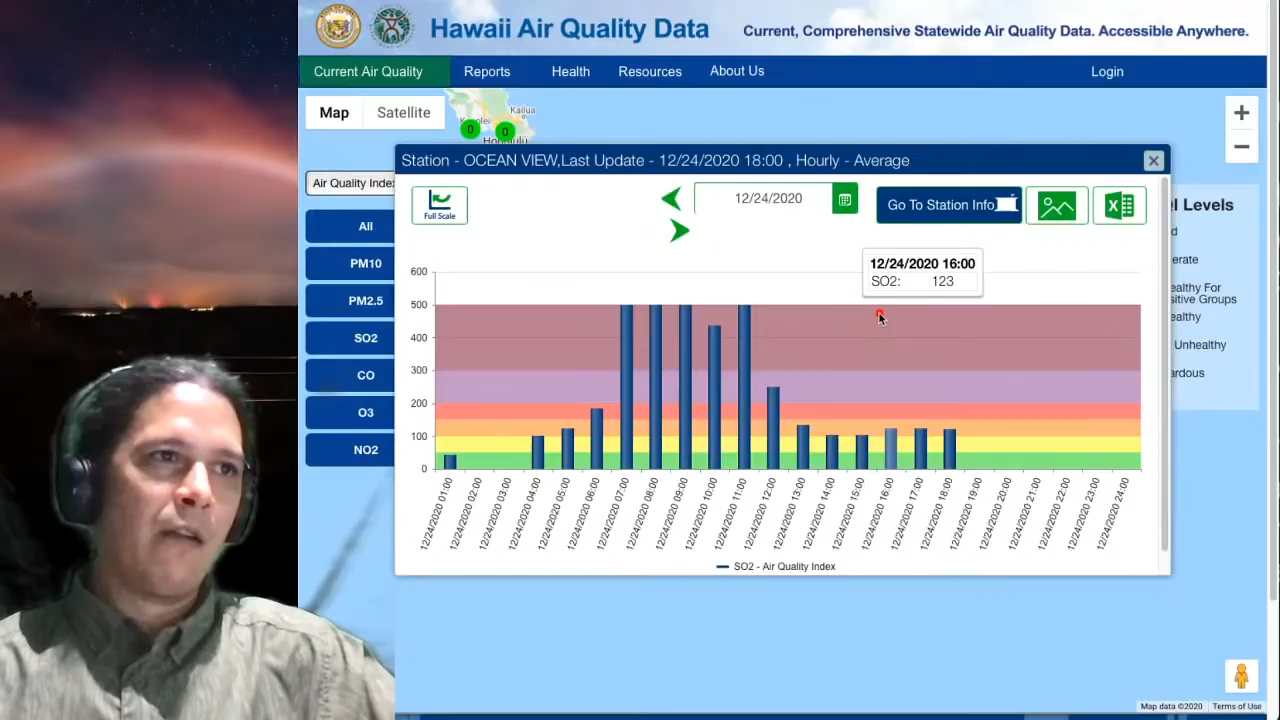 Hawaii Air Quality Data
Current, Comprehensive Statewide Air Quality Data. Accessible Anywhere.
Current Air Quality
Reports
Health
Resources
About Us
Login
Map
Satellite
Kailua
0
0
Air Quality Index
All
PM10
PM2.5
SO2
CO
O3
NO2
Station - OCEAN VIEW,Last Update - 12/24/2020 18:00 , Hourly - Average
Full Scale
12/24/2020
Go To Station Info
12/24/2020 16:00
SO2: 123
600
500
400
300
200
100
0
12/24/2020 01:00
12/24/2020 02:00
12/24/2020 03:00
12/24/2020 04:00
12/24/2020 05:00
12/24/2020 06:00
12/24/2020 07:00
12/24/2020 08:00
12/24/2020 09:00
12/24/2020 10:00
12/24/2020 11:00
12/24/2020 12:00
12/24/2020 13:00
12/24/2020 14:00
12/24/2020 15:00
12/24/2020 16:00
12/24/2020 17:00
12/24/2020 18:00
12/24/2020 19:00
12/24/2020 20:00
12/24/2020 21:00
12/24/2020 22:00
12/24/2020 23:00
12/24/2020 24:00
SO2 - Air Quality Index
Levels
Unhealthy
Map data ©2020
Terms of Use